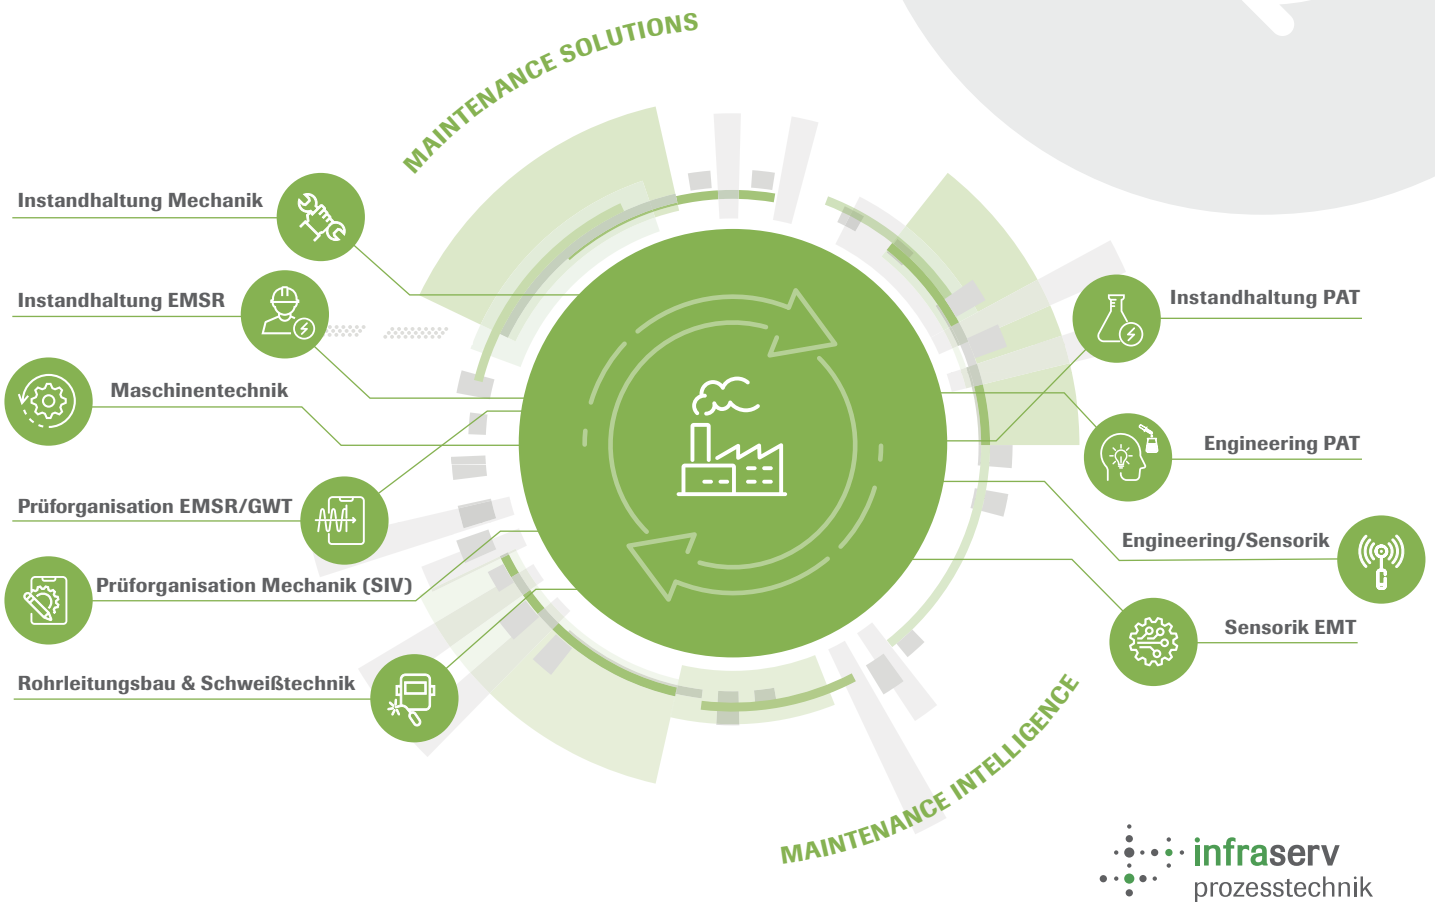 MAINTENANCE SOLUTIONS
Instandhaltung Mechanik
Instandhaltung EMSR
Maschinentechnik
Prüforganisation EMSR/GWT
Prüforganisation Mechanik (SIV)
Rohrleitungsbau & Schweißtechnik
Instandhaltung PAT
Engineering PAT
Engineering/Sensorik
Sensorik EMT
MAINTENANCE INTELLIGENCE
infraserv
prozesstechnik